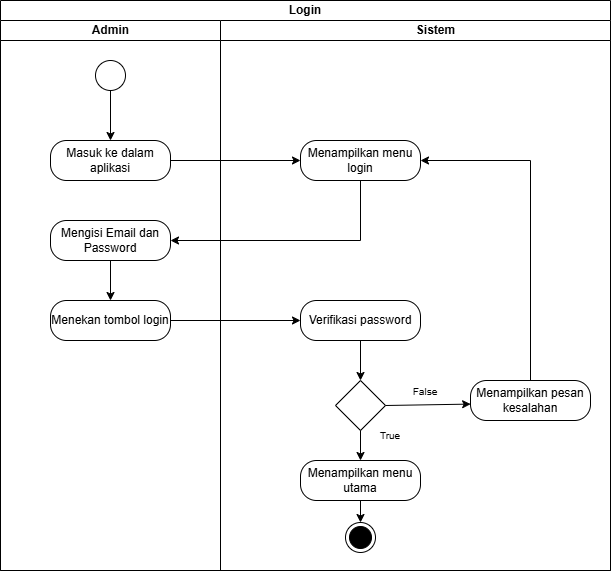 Login
Admin
Sistem
Masuk ke dalam
aplikasi
Menampilkan menu
login
Mengisi Email dan
Password
Menekan tombol login
Verifikasi password
False
Menampilkan pesan
kesalahan
True
Menampilkan menu
utama